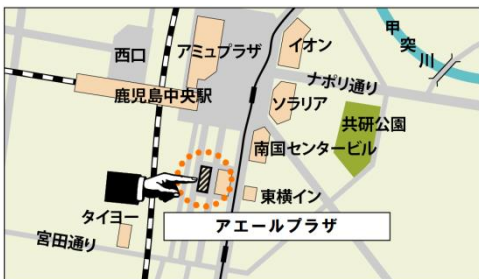 西口
アミュプラザ
イオン
甲突川
ナポリ通り
鹿児島中央駅
ソラリア
共研公園
南国センタービル
東横イン
タイヨー
アエールプラザ
宮田通り